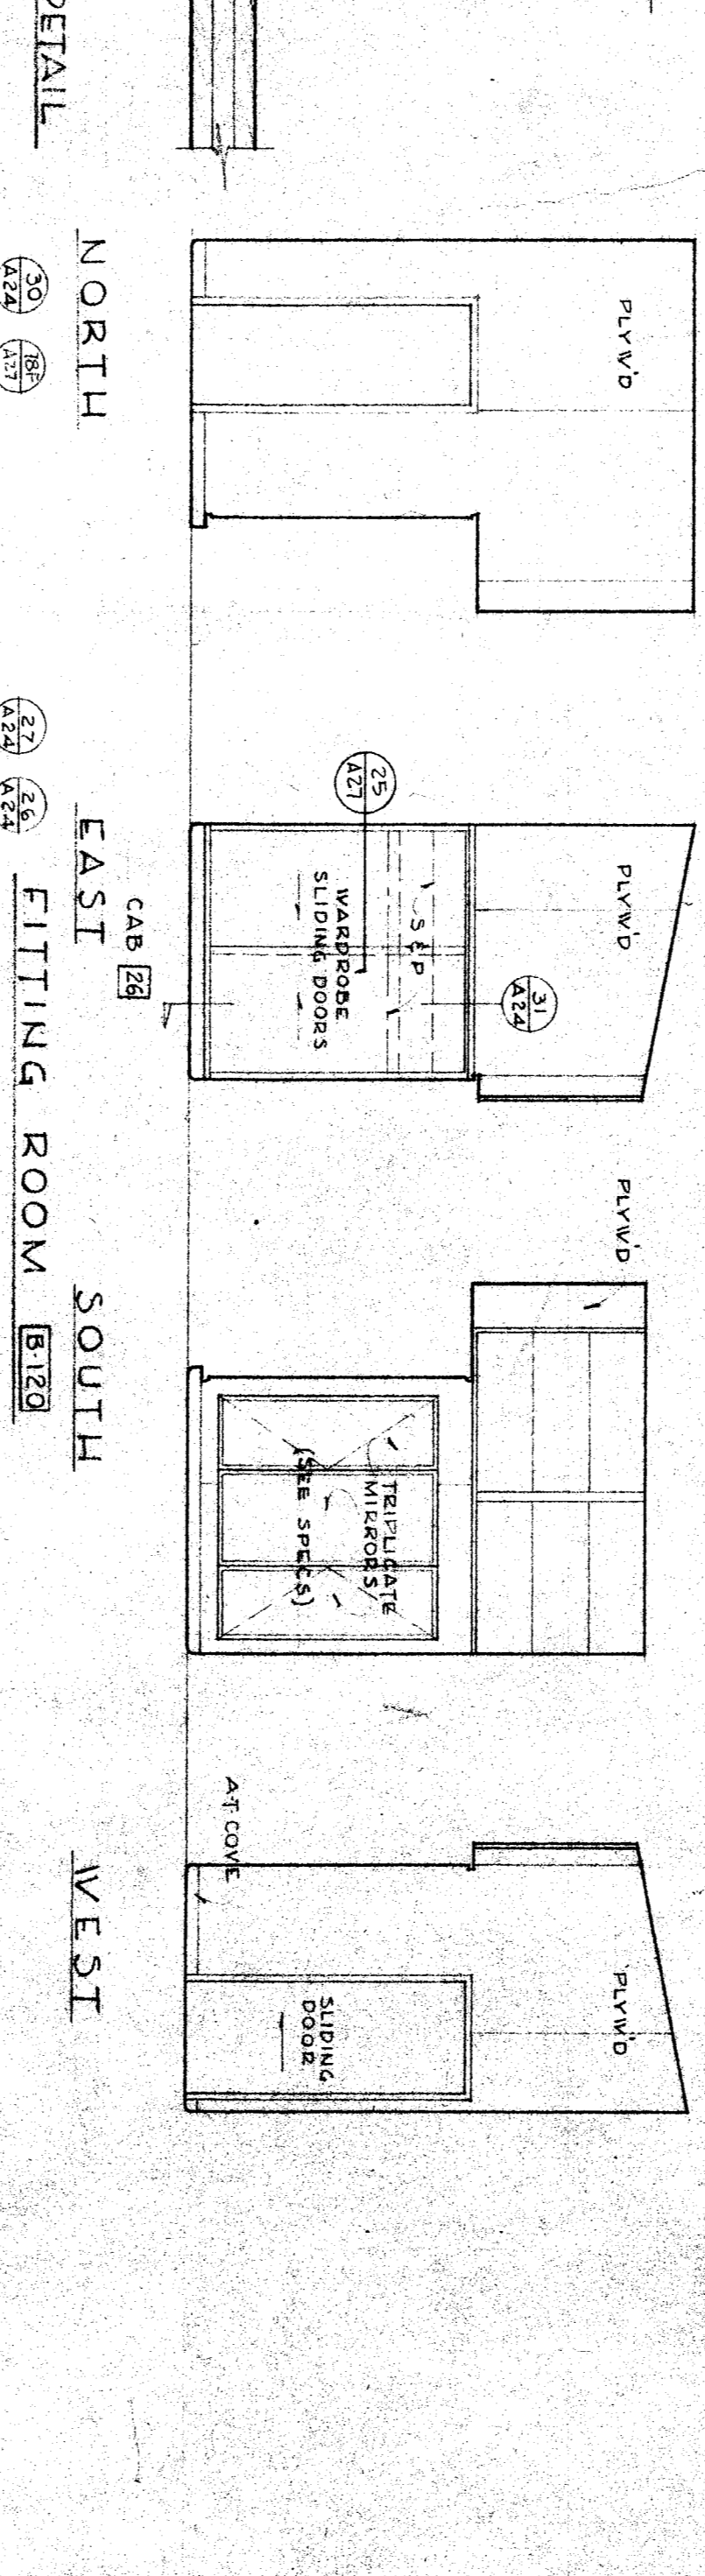 DETAIL
PLYW'D
NORTH
30
A24
18F
A27
PLYW'D
25
A27
S & P
31
A24
WARDROBE
SLIDING DOORS
CAB 26
EAST
27
A24
26
A24
FITTING ROOM B-120
PLYW'D
TRIPLICATE
MIRRORS
(SEE SPECS)
SOUTH
PLYW'D
A.T. COVE
SLIDING
DOOR
WEST